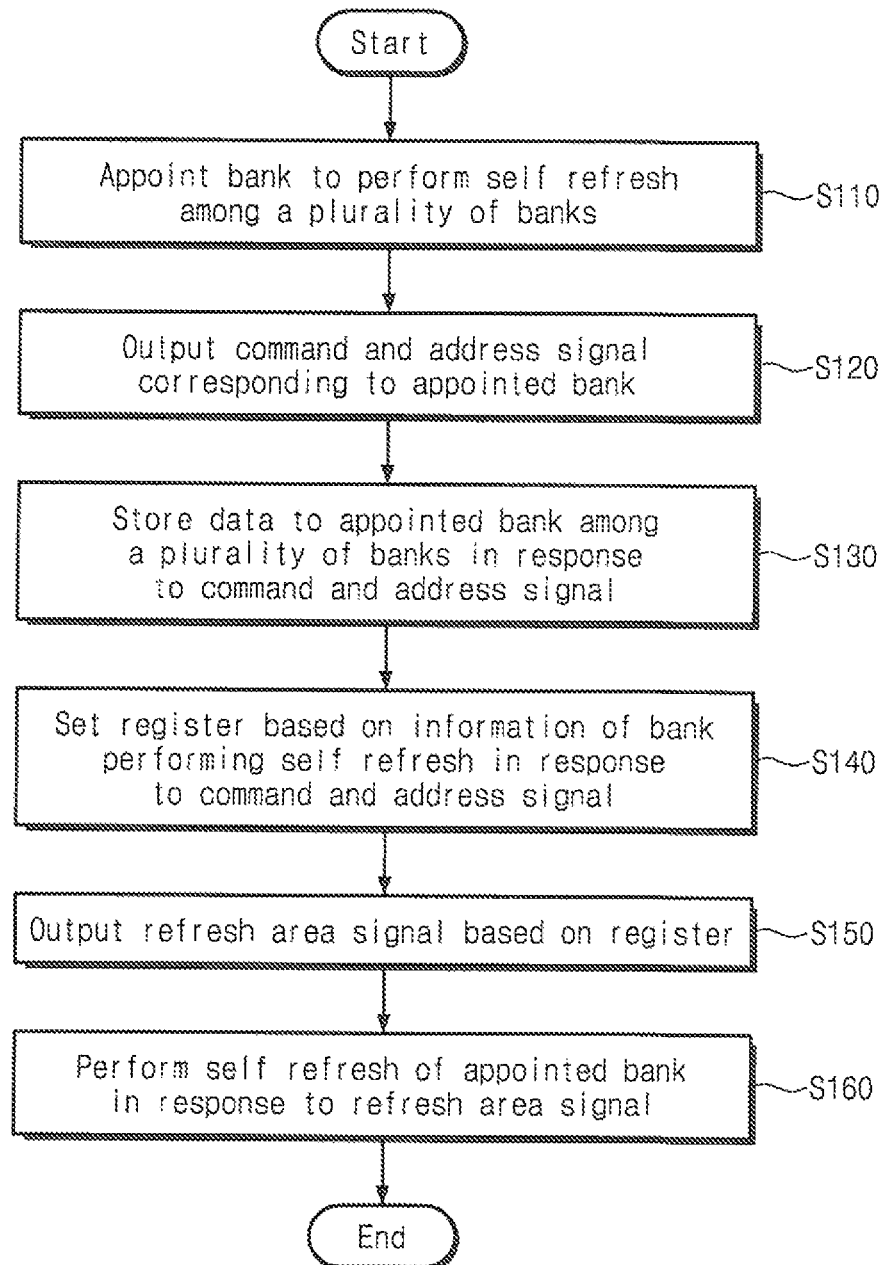 Start
Appoint bank to perform self refresh
among a plurality of banks
S110
Output command and address signal
corresponding to appointed bank
S120
Store data to appointed bank among
a plurality of banks in response
to command and address signal
S130
Set register based on information of bank
performing self refresh in response
to command and address signal
S140
Output refresh area signal based on register
S150
Perform self refresh of appointed bank
in response to refresh area signal
S160
End